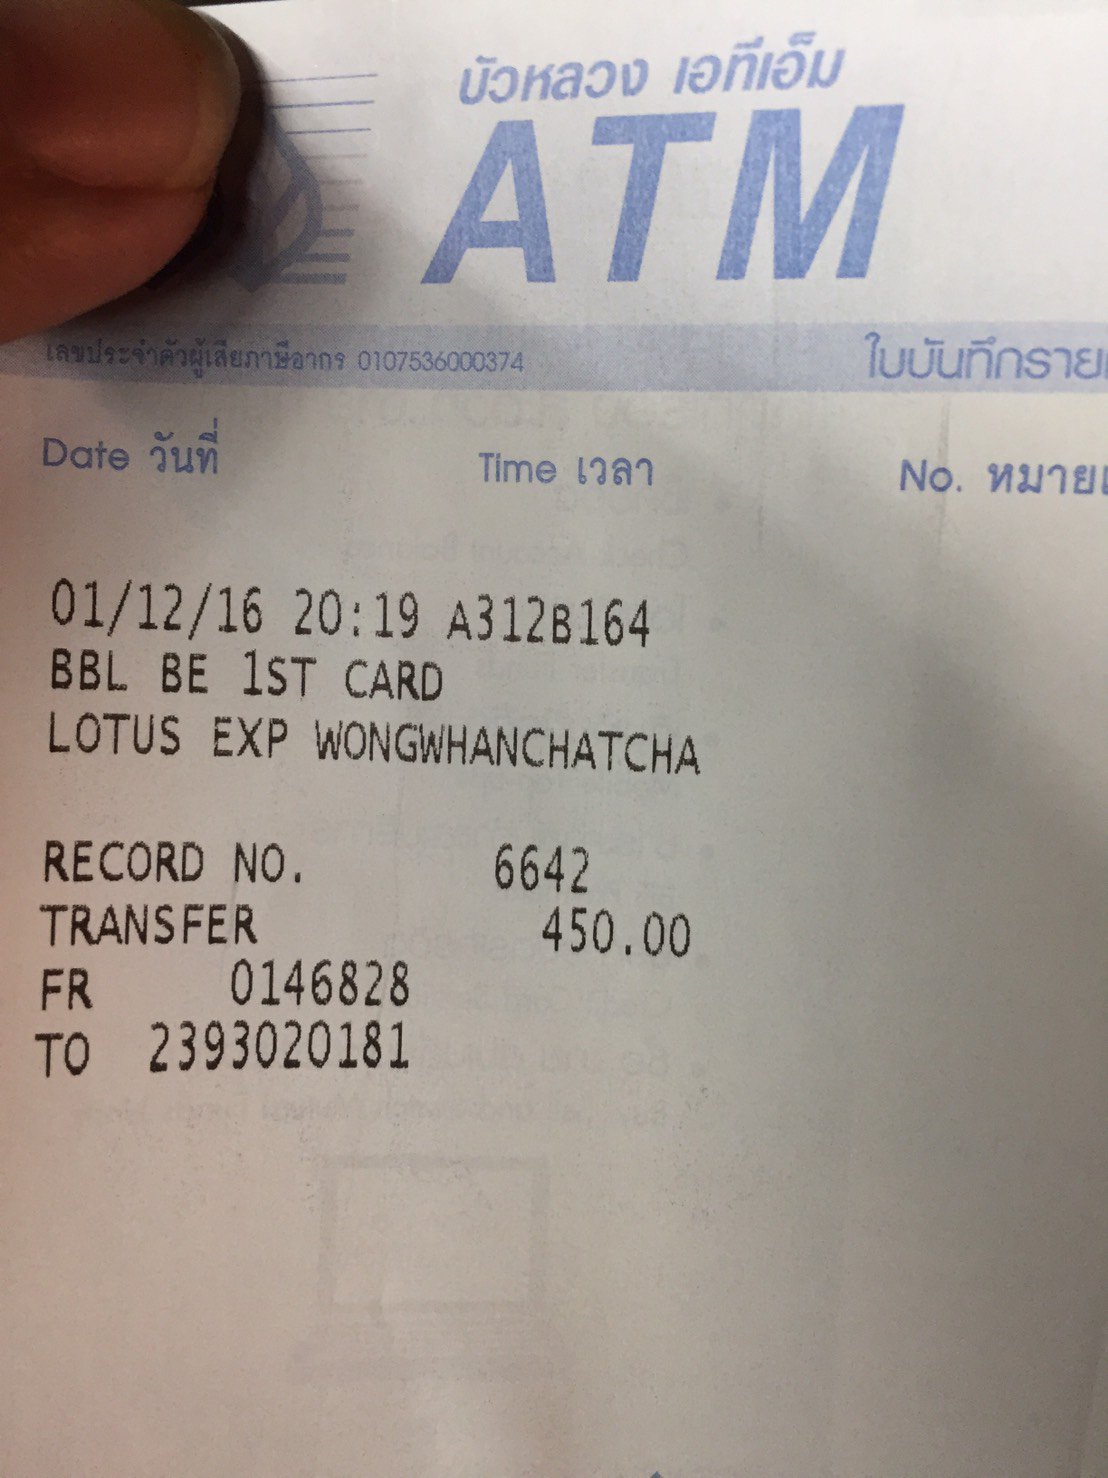 บัวหลวง เอทีเอ็ม
ATM
เลขประจำตัวผู้เสียภาษีอากร 0107536000374
ใบบันทึกราย
Date วันที่ Time เวลา No. หมาย
01/12/16 20:19 A312B164
BBL BE 1ST CARD
LOTUS EXP WONGWHANCHATCHA
RECORD NO. 6642
TRANSFER 450.00
FR 0146828
TO 2393020181